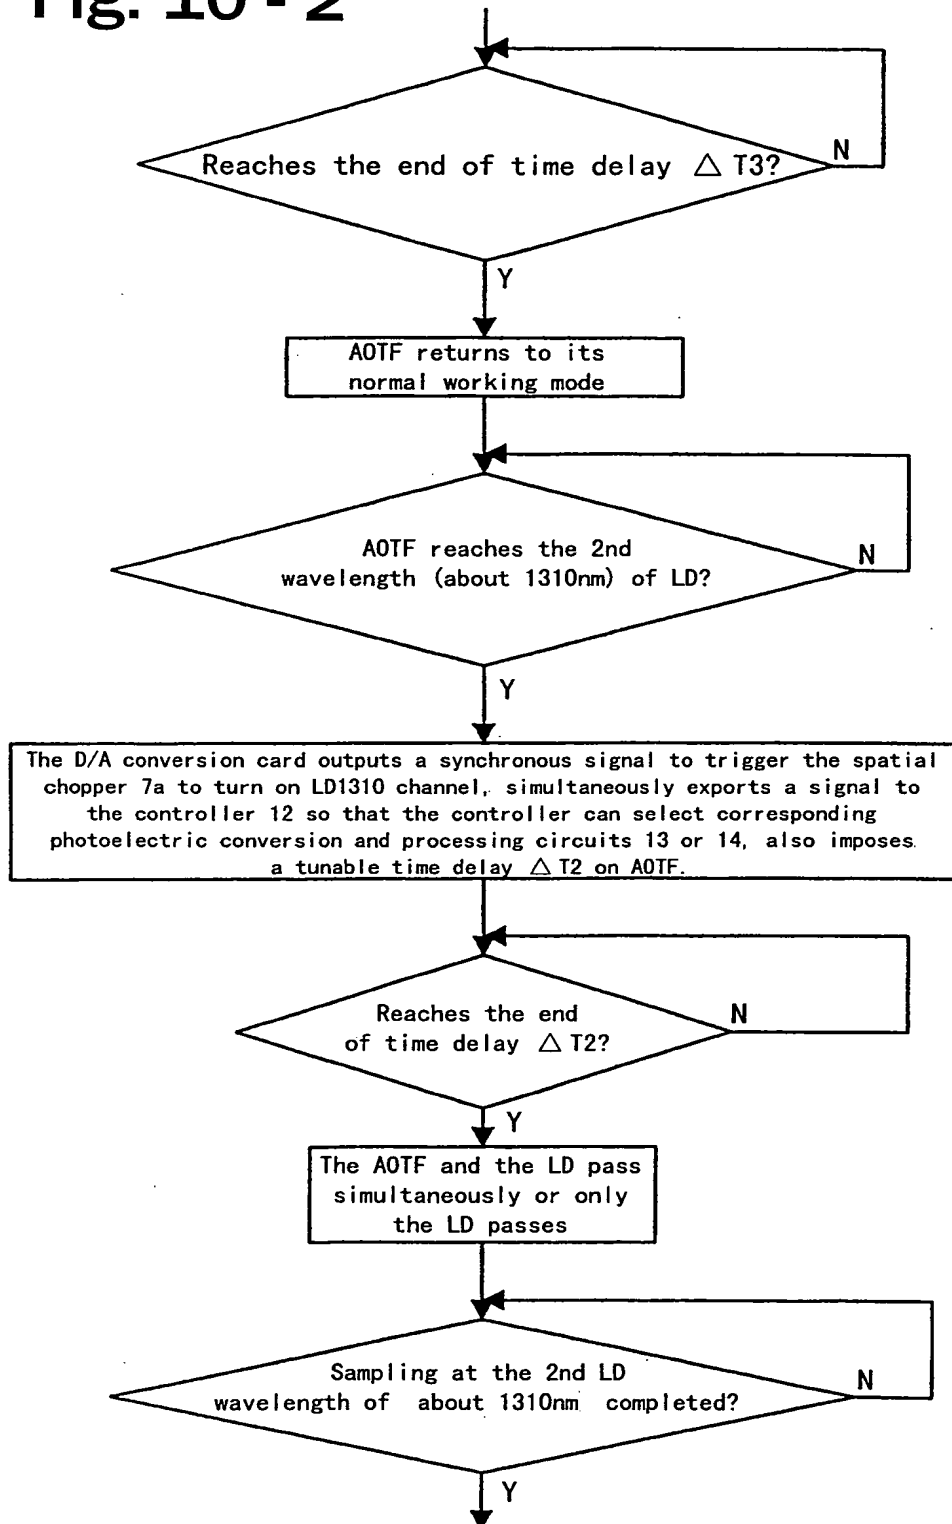 Fig. 10 - 2
Reaches the end of time delay △ T3?
N
Y
AOTF returns to its
normal working mode
AOTF reaches the 2nd
wavelength (about 1310nm) of LD?
N
Y
The D/A conversion card outputs a synchronous signal to trigger the spatial
chopper 7a to turn on LD1310 channel, simultaneously exports a signal to
the controller 12 so that the controller can select corresponding
photoelectric conversion and processing circuits 13 or 14, also imposes
a tunable time delay △ T2 on AOTF.
Reaches the end
of time delay △ T2?
N
Y
The AOTF and the LD pass
simultaneously or only
the LD passes
Sampling at the 2nd LD
wavelength of about 1310nm completed?
N
Y